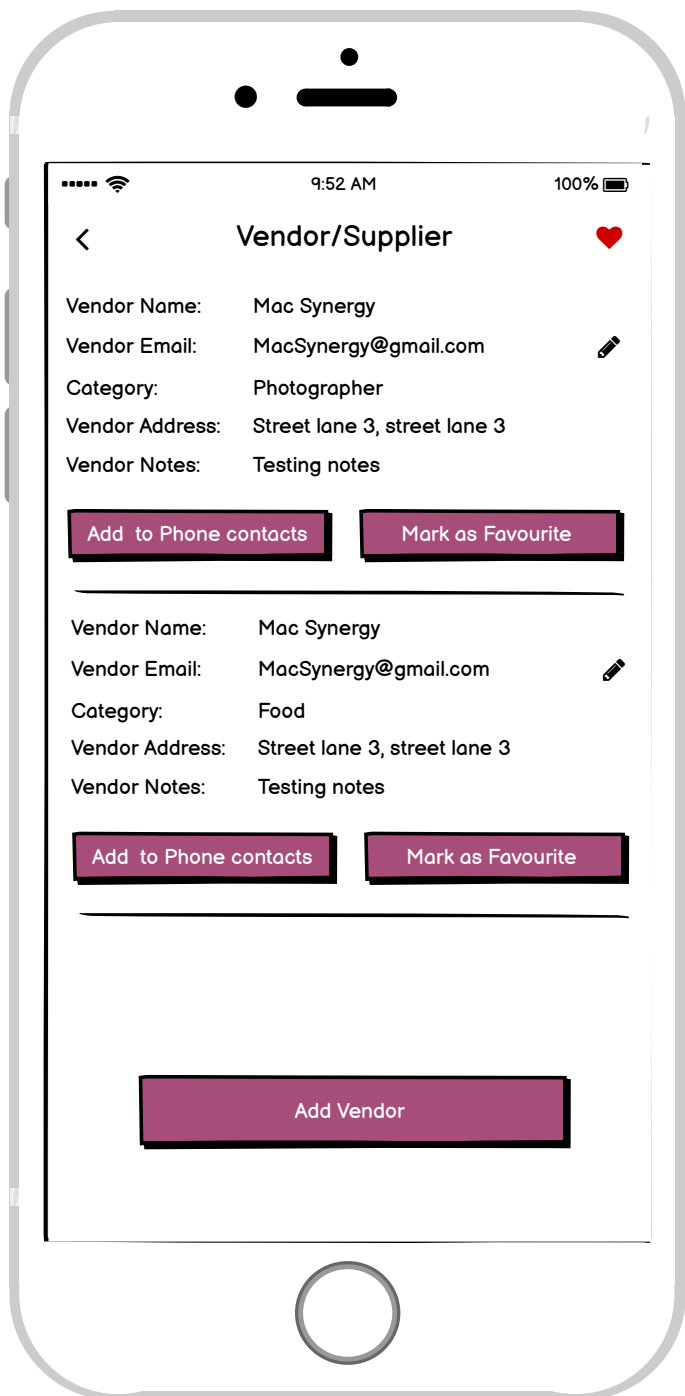 9:52 AM 100%
Vendor/Supplier
Vendor Name: Mac Synergy
Vendor Email: MacSynergy@gmail.com
Category: Photographer
Vendor Address: Street lane 3, street lane 3
Vendor Notes: Testing notes
Add to Phone contacts Mark as Favourite
Vendor Name: Mac Synergy
Vendor Email: MacSynergy@gmail.com
Category: Food
Vendor Address: Street lane 3, street lane 3
Vendor Notes: Testing notes
Add to Phone contacts Mark as Favourite
Add Vendor